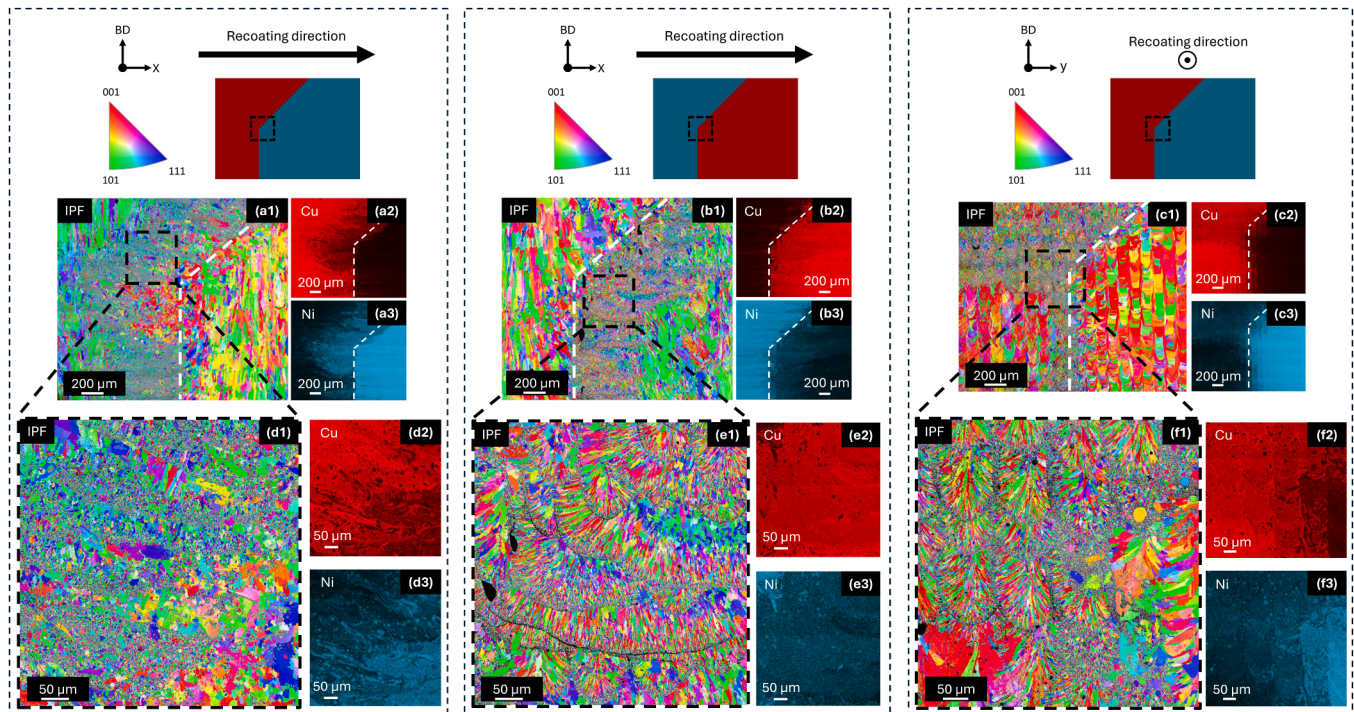 BD
x
Recoating direction
001
101
111
IPF
(a1)
200 µm
Cu
(a2)
200 µm
Ni
(a3)
200 µm
IPF
(d1)
50 µm
Cu
(d2)
50 µm
Ni
(d3)
50 µm
BD
x
Recoating direction
001
101
111
IPF
(b1)
200 µm
Cu
(b2)
200 µm
Ni
(b3)
200 µm
IPF
(e1)
50 µm
Cu
(e2)
50 µm
Ni
(e3)
50 µm
BD
y
Recoating direction
001
101
111
IPF
(c1)
200 µm
Cu
(c2)
200 µm
Ni
(c3)
200 µm
IPF
(f1)
50 µm
Cu
(f2)
50 µm
Ni
(f3)
50 µm